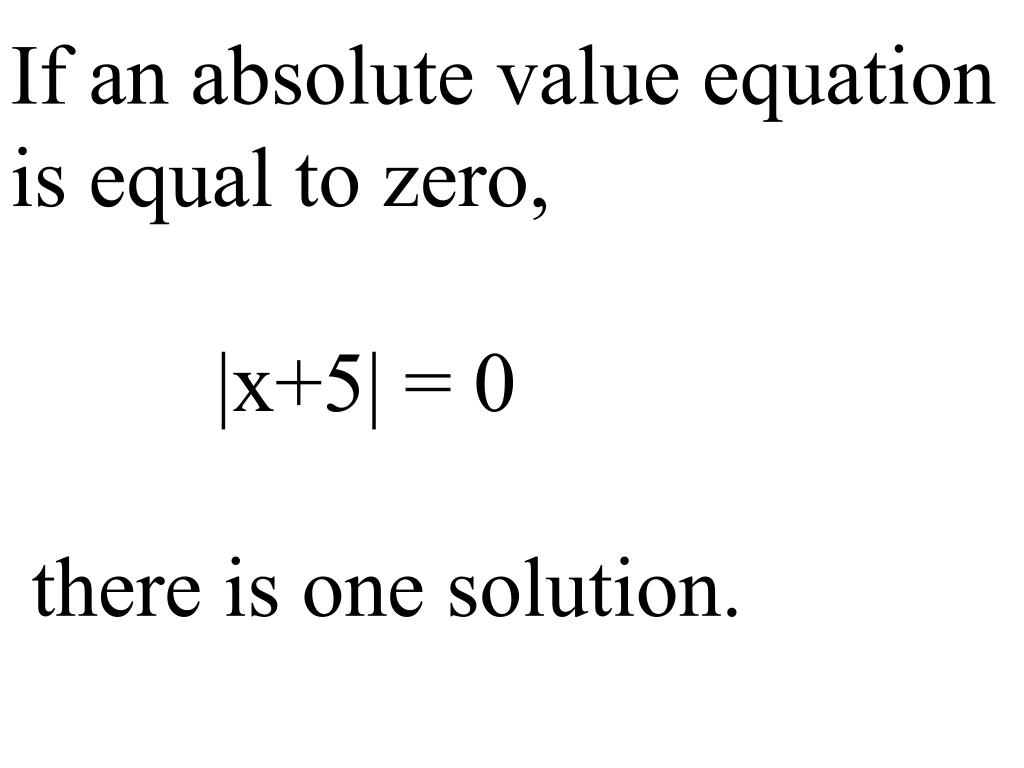 If an absolute value equation
is equal to zero,
|x+5| = 0
there is one solution.